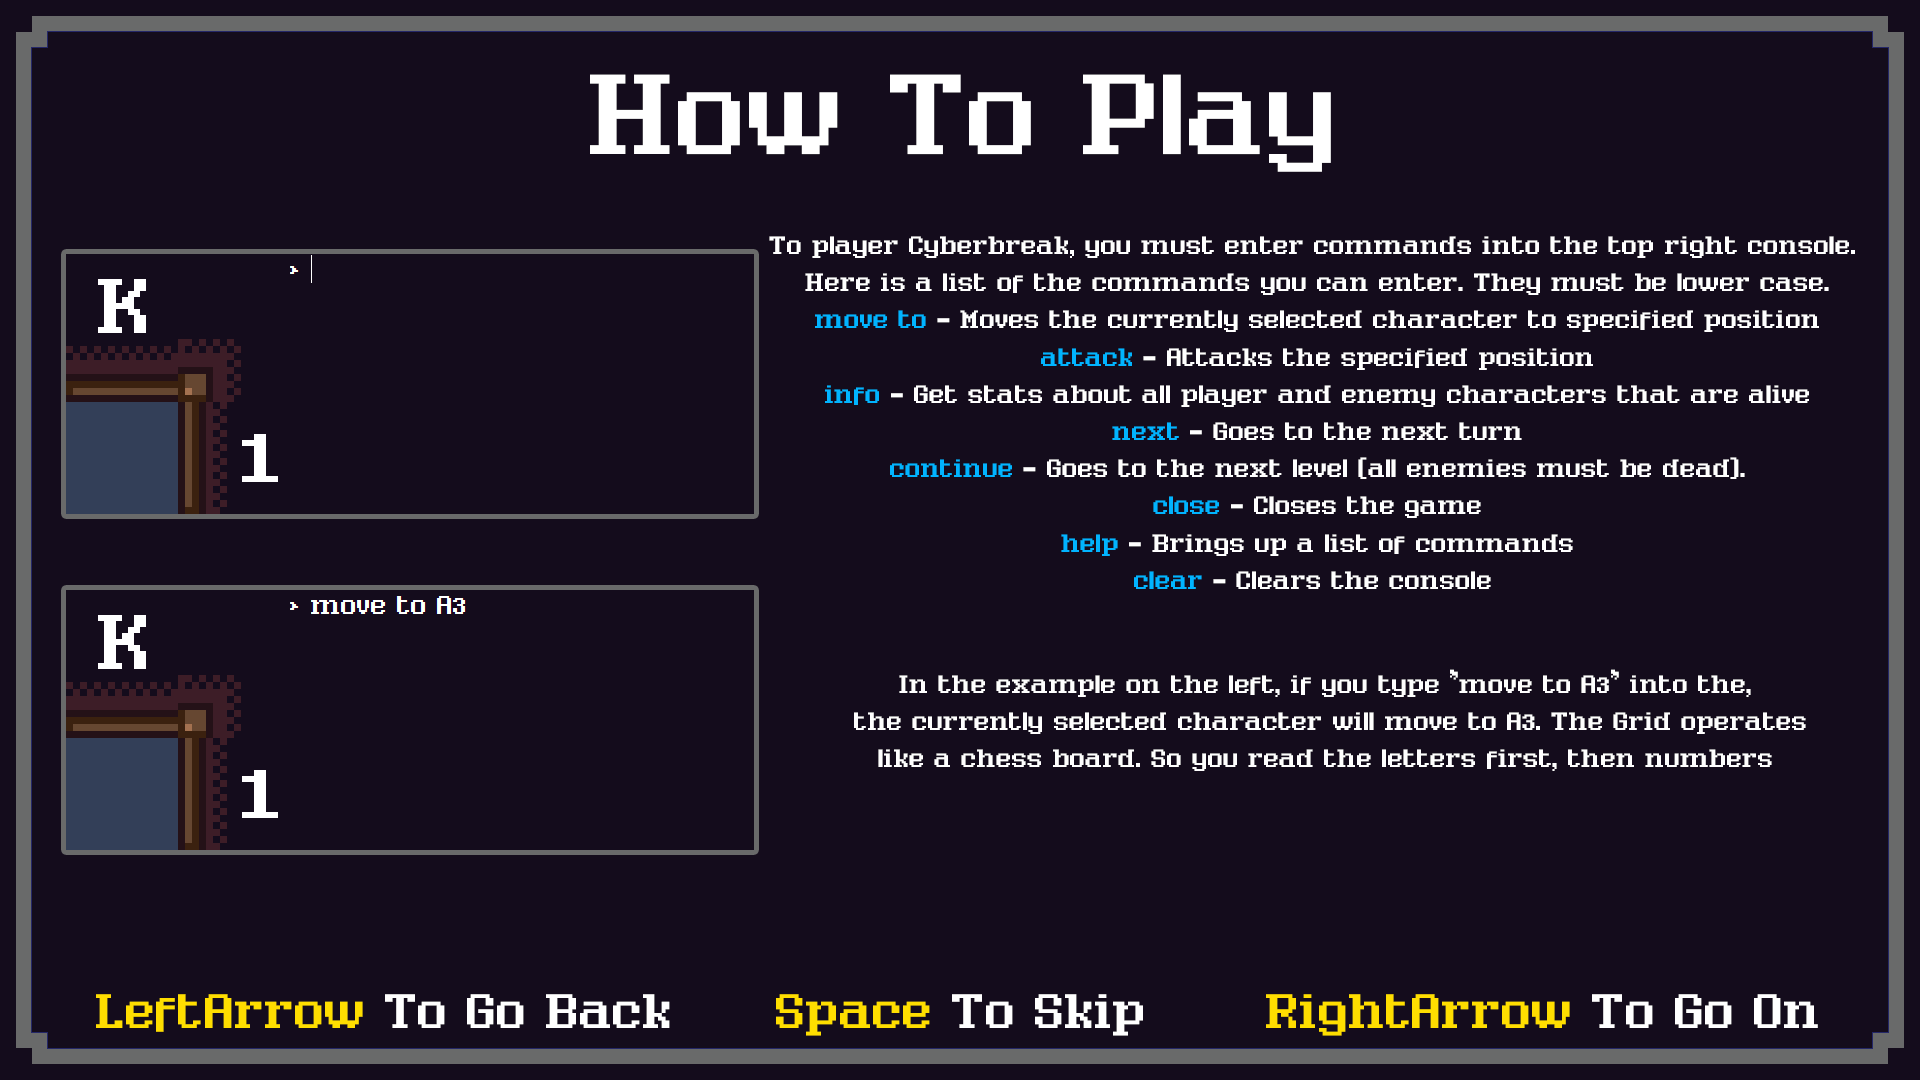 How To Play
K
>
1
To player Cyberbreak, you must enter commands into the top right console.
Here is a list of the commands you can enter. They must be lower case.
move to - Moves the currently selected character to specified position
attack - Attacks the specified position
info - Get stats about all player and enemy characters that are alive
next - Goes to the next turn
continue - Goes to the next level (all enemies must be dead).
close - Closes the game
help - Brings up a list of commands
clear - Clears the console
K
> move to A3
1
In the example on the left, if you type "move to A3" into the,
the currently selected character will move to A3. The Grid operates
like a chess board. So you read the letters first, then numbers
LeftArrow To Go Back
Space To Skip
RightArrow To Go On